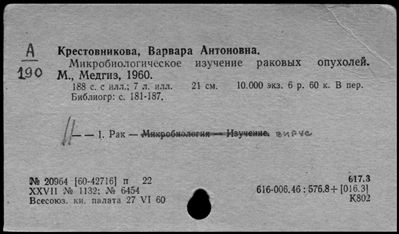 А
190
Крестовникова, Варвара Антоновна.
Микробиологическое изучение раковых опухолей.
М., Медгиз, 1960.
188 с. с илл.; 7 л. илл. 21 см. 10.000 экз. 6 р. 60 к. В пер.
Библиогр: с. 181-187.
— — 1. Рак — Микробиология — Изучение. вирус
№ 20954 [60-42716] п 22
XXVII № 1132; № 6454
Всесоюз. кн. палата 27 VI 60
617.3
616-006.46 : 576.8 + [016.3]
К802